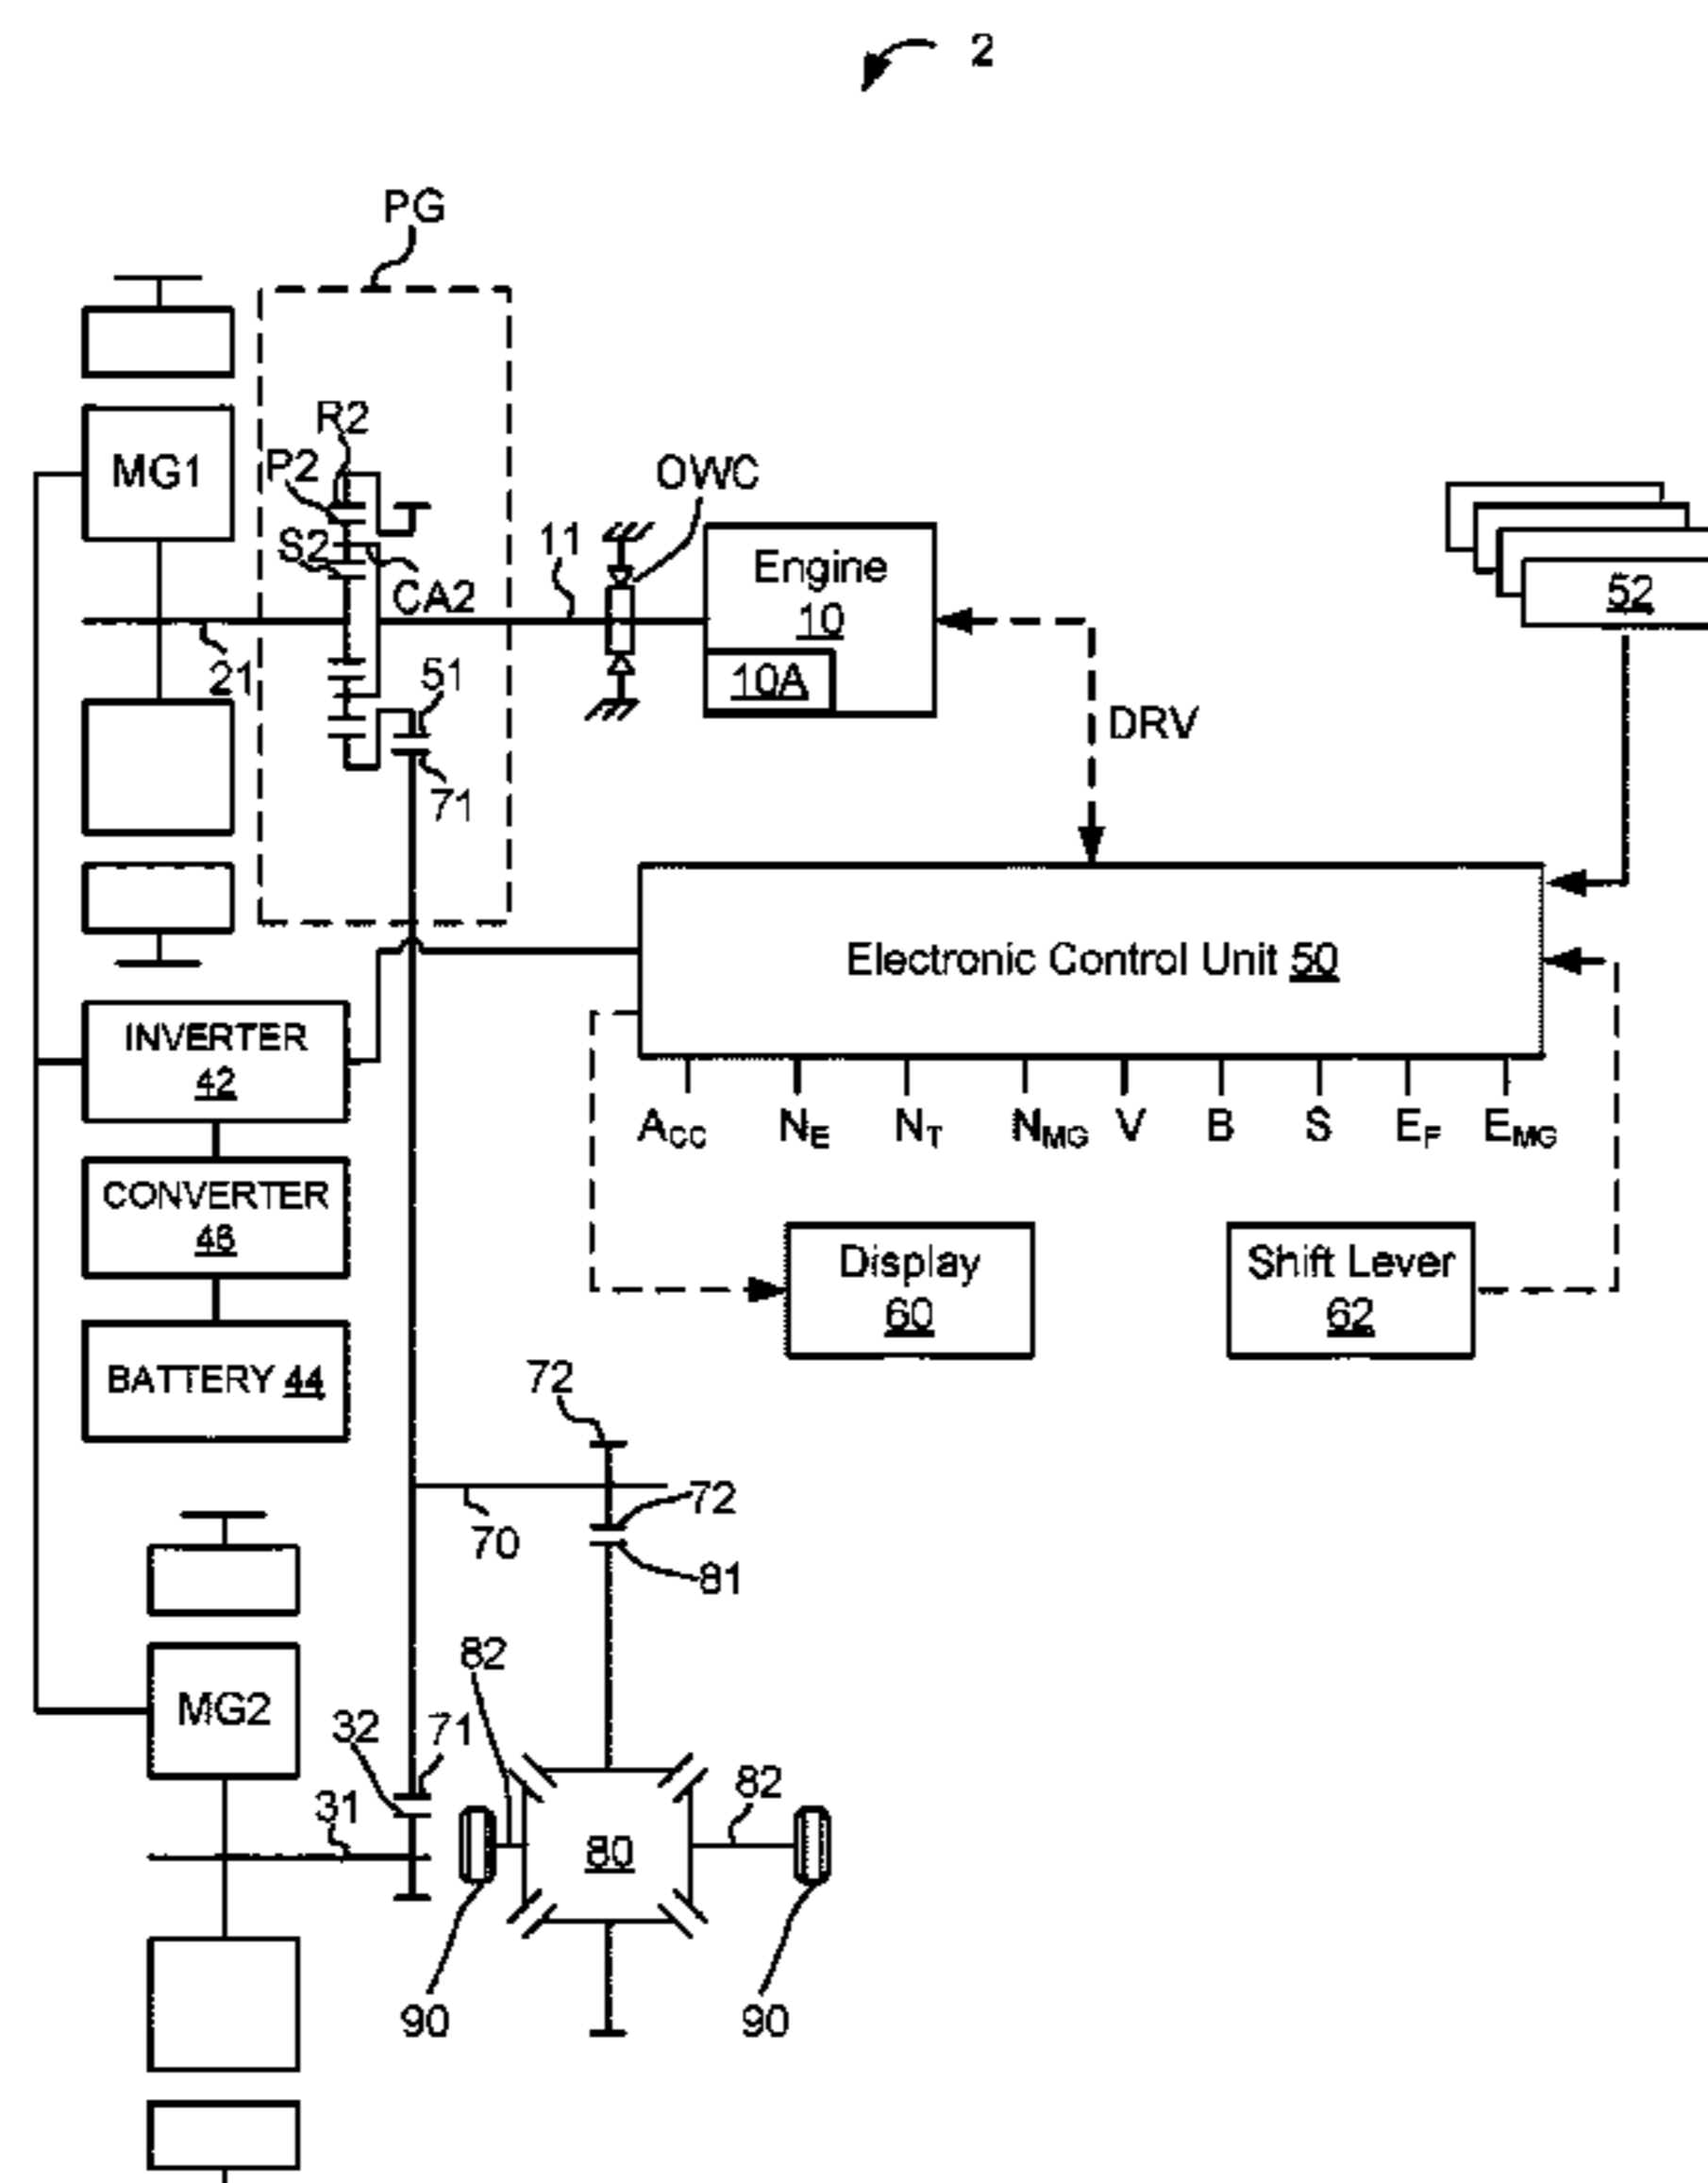 2
PG
R2
P2
MG1
OWC
S2
11
Engine
10
CA2
52
21
51
10A
DRV
71
Electronic Control Unit 50
INVERTER
42
ACC NE NT NMG V B S EF EMG
CONVERTER
46
Display
60
Shift Lever
62
BATTERY 44
72
72
70
81
82
MG2
32
71
82
31
80
90
90